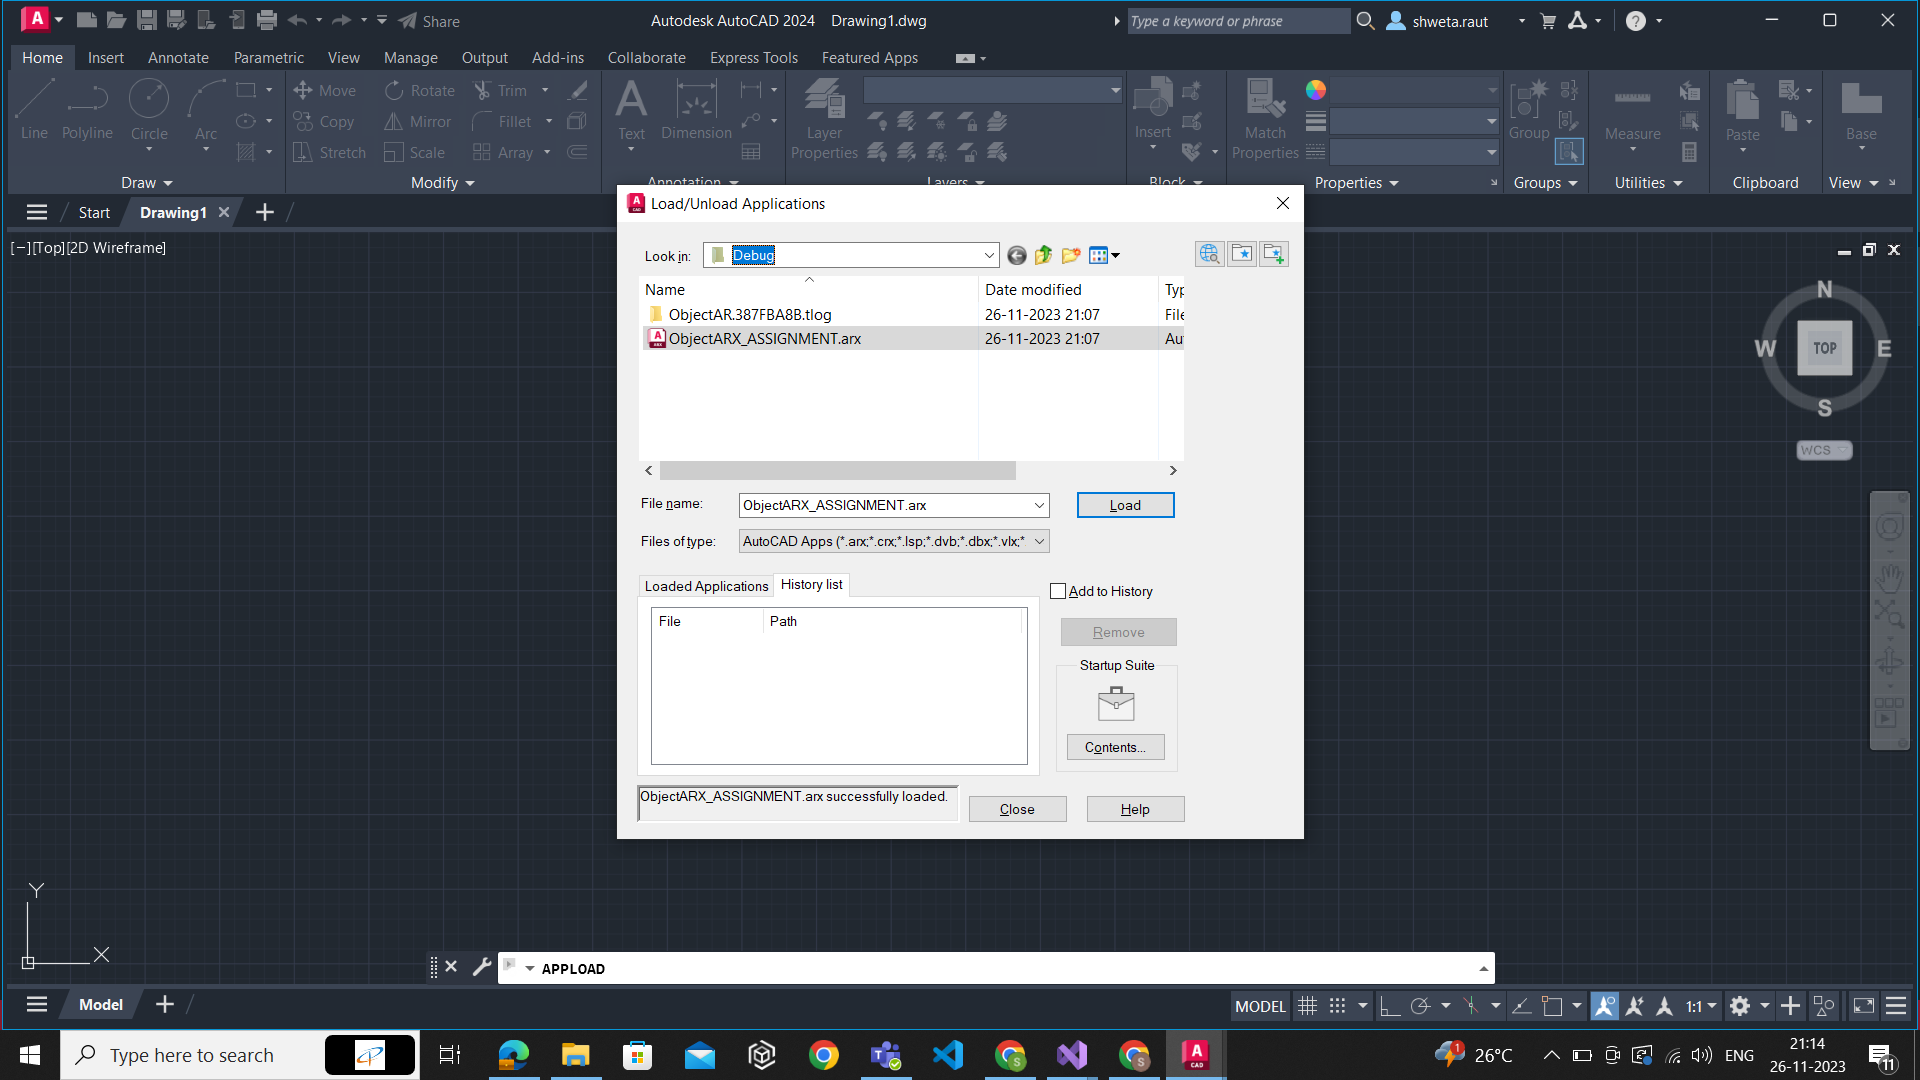 Share
Autodesk AutoCAD 2024 Drawing1.dwg
Type a keyword or phrase
shweta.raut
Home Insert Annotate Parametric View Manage Output Add-ins Collaborate Express Tools Featured Apps
Line Polyline Circle Arc
Move Rotate Trim
Copy Mirror Fillet
Stretch Scale Array
Text Dimension
Layer Properties
Insert
Match Properties
Group
Measure
Paste
Base
Draw Modify Annotation Layers Block Properties Groups Utilities Clipboard View
Start Drawing1
[−][Top][2D Wireframe]
N
W TOP E
S
WCS
Load/Unload Applications
Look in: Debug
Name Date modified Typ
ObjectAR.387FBA8B.tlog 26-11-2023 21:07 File
ObjectARX_ASSIGNMENT.arx 26-11-2023 21:07 Au
File name: ObjectARX_ASSIGNMENT.arx Load
Files of type: AutoCAD Apps (*.arx;*.crx;*.lsp;*.dvb;*.dbx;*.vlx;*
Loaded Applications History list
Add to History
File Path
Remove
Startup Suite
Contents...
ObjectARX_ASSIGNMENT.arx successfully loaded.
Close Help
Y
X
APPLOAD
Model
MODEL 1:1
Type here to search
26°C ENG
21:14
26-11-2023
11